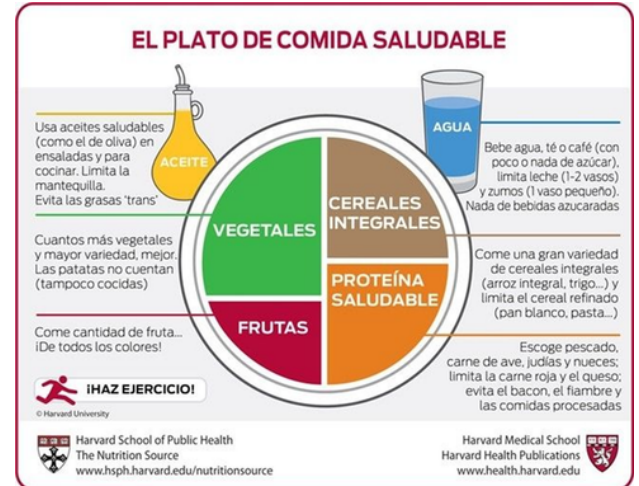 EL PLATO DE COMIDA SALUDABLE
Usa aceites saludables
(como el de oliva) en
ensaladas y para
cocinar. Limita la
mantequilla.
Evita las grasas 'trans'
ACEITE
AGUA
Bebe agua, té o café (con
poco o nada de azúcar),
limita leche (1-2 vasos)
y zumos (1 vaso pequeño).
Nada de bebidas azucaradas
VEGETALES
CEREALES
INTEGRALES
Cuantos más vegetales
y mayor variedad, mejor.
Las patatas no cuentan
(tampoco cocidas)
Come una gran variedad
de cereales integrales
(arroz integral, trigo...) y
limita el cereal refinado
(pan blanco, pasta...)
FRUTAS
PROTEÍNA
SALUDABLE
Come cantidad de fruta...
¡De todos los colores!
Escoge pescado,
carne de ave, judías y nueces;
limita la carne roja y el queso;
evita el bacon, el fiambre y
las comidas procesadas
¡HAZ EJERCICIO!
© Harvard University
Harvard School of Public Health
The Nutrition Source
www.hsph.harvard.edu/nutritionsource
Harvard Medical School
Harvard Health Publications
www.health.harvard.edu